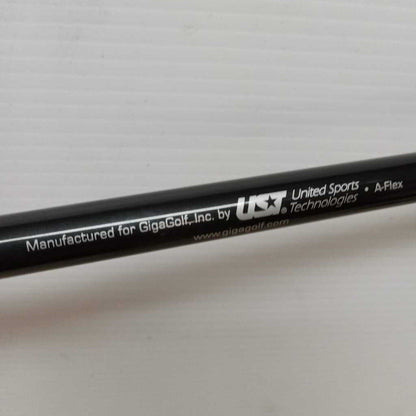 Manufactured for GigaGolf, Inc. by UST® United Sports Technologies • A-Flex
www.gigagolf.com